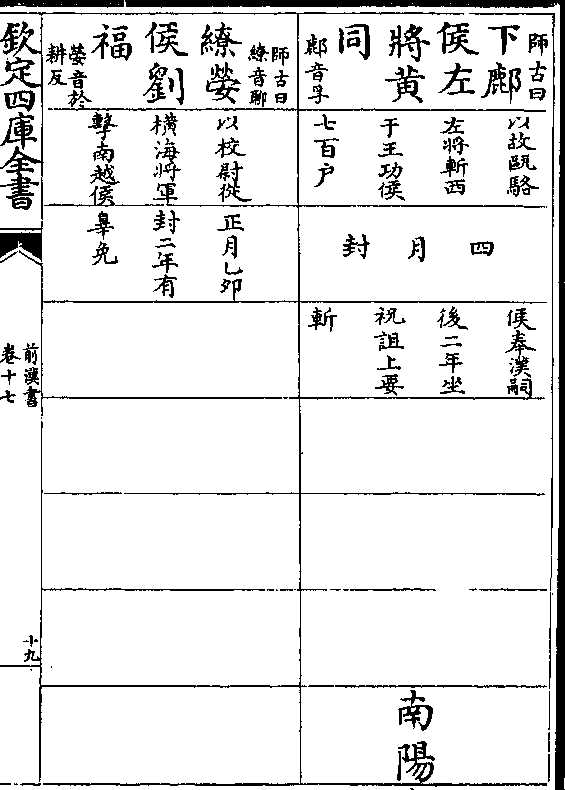 師古曰
下鄜
侯左
將黃
同
鄜音孚
以故甌駱
左將斬西
于王功侯
七百户
四月封
侯奉漢嗣
後二年坐
祝詛上要
斬
南陽
師古曰
繚音聊
繚嫈
侯劉
福
嫈音於
耕反
以校尉從
橫海將軍
擊南越侯
正月乙卯
封二年有
辠免
欽定四庫全書
前漢書
卷十七
十九